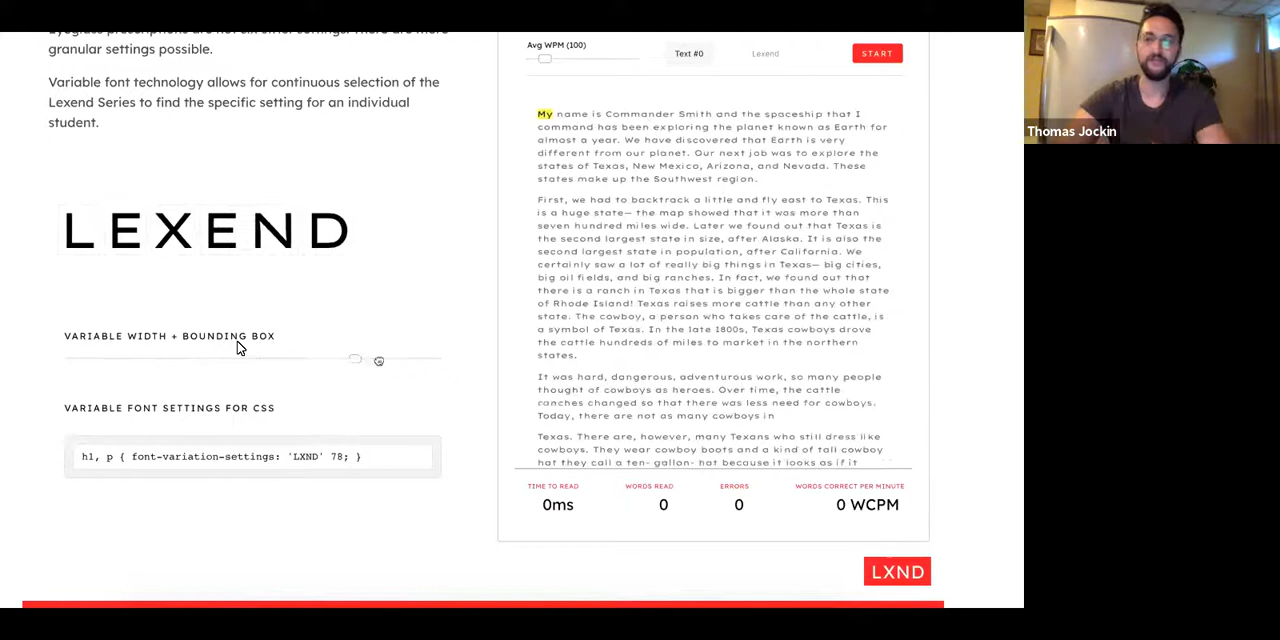 granular settings possible.
Variable font technology allows for continuous selection of the
Lexend Series to find the specific setting for an individual
student.
LEXEND
VARIABLE WIDTH + BOUNDING BOX
VARIABLE FONT SETTINGS FOR CSS
h1, p { font-variation-settings: 'LXND' 78; }
Avg WPM (100)
Text #0
Lexend
START
My name is Commander Smith and the spaceship that I
command has been exploring the planet known as Earth for
almost a year. We have discovered that Earth is very
different from our planet. Our next job was to explore the
states of Texas, New Mexico, Arizona, and Nevada. These
states make up the Southwest region.
First, we had to backtrack a little and fly east to Texas. This
is a huge state— the map showed that it was more than
seven hundred miles wide. Later we found out that Texas is
the second largest state in size, after Alaska. It is also the
second largest state in population, after California. We
certainly saw a lot of really big things in Texas— big cities,
big oil fields, and big ranches. In fact, we found out that
there is a ranch in Texas that is bigger than the whole state
of Rhode Island! Texas raises more cattle than any other
state. The cowboy, a person who takes care of the cattle, is
a symbol of Texas. In the late 1800s, Texas cowboys drove
the cattle hundreds of miles to market in the northern
states.
It was hard, dangerous, adventurous work, so many people
thought of cowboys as heroes. Over time, the cattle
ranches changed so that there was less need for cowboys.
Today, there are not as many cowboys in
Texas. There are, however, many Texans who still dress like
cowboys. They wear cowboy boots and a kind of tall cowboy
hat they call a ten- gallon- hat because it looks as if it
TIME TO READ
0ms
WORDS READ
0
ERRORS
0
WORDS CORRECT PER MINUTE
0 WCPM
LXND
Thomas Jockin